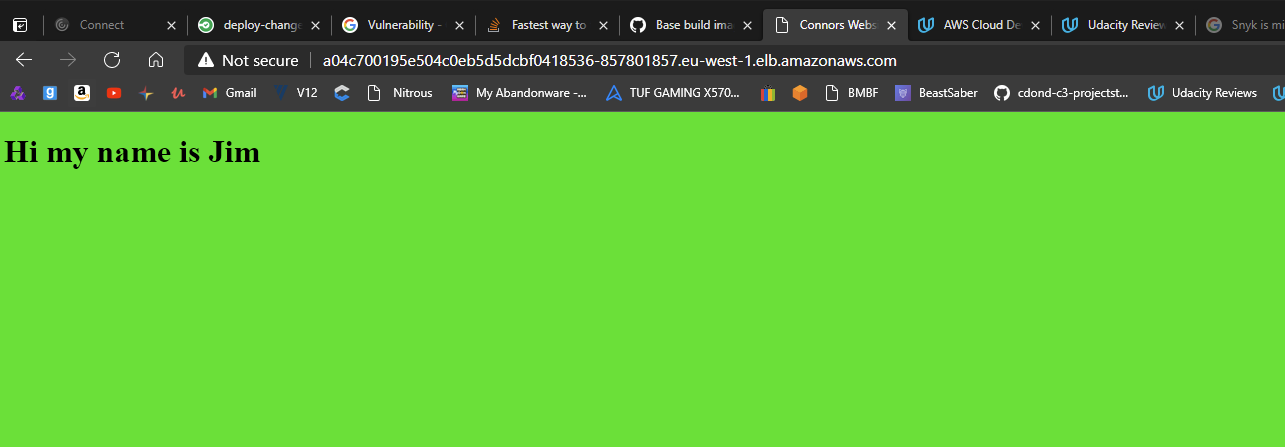 Connect
deploy-change
Vulnerability -
Fastest way to
Base build ima
Connors Webs
AWS Cloud De
Udacity Review
Snyk is mi
Not secure
a04c700195e504c0eb5d5dcbf0418536-857801857.eu-west-1.elb.amazonaws.com
Gmail
V12
Nitrous
My Abandonware -...
TUF GAMING X570...
BMBF
BeastSaber
cdond-c3-projectst...
Udacity Reviews
Hi my name is Jim